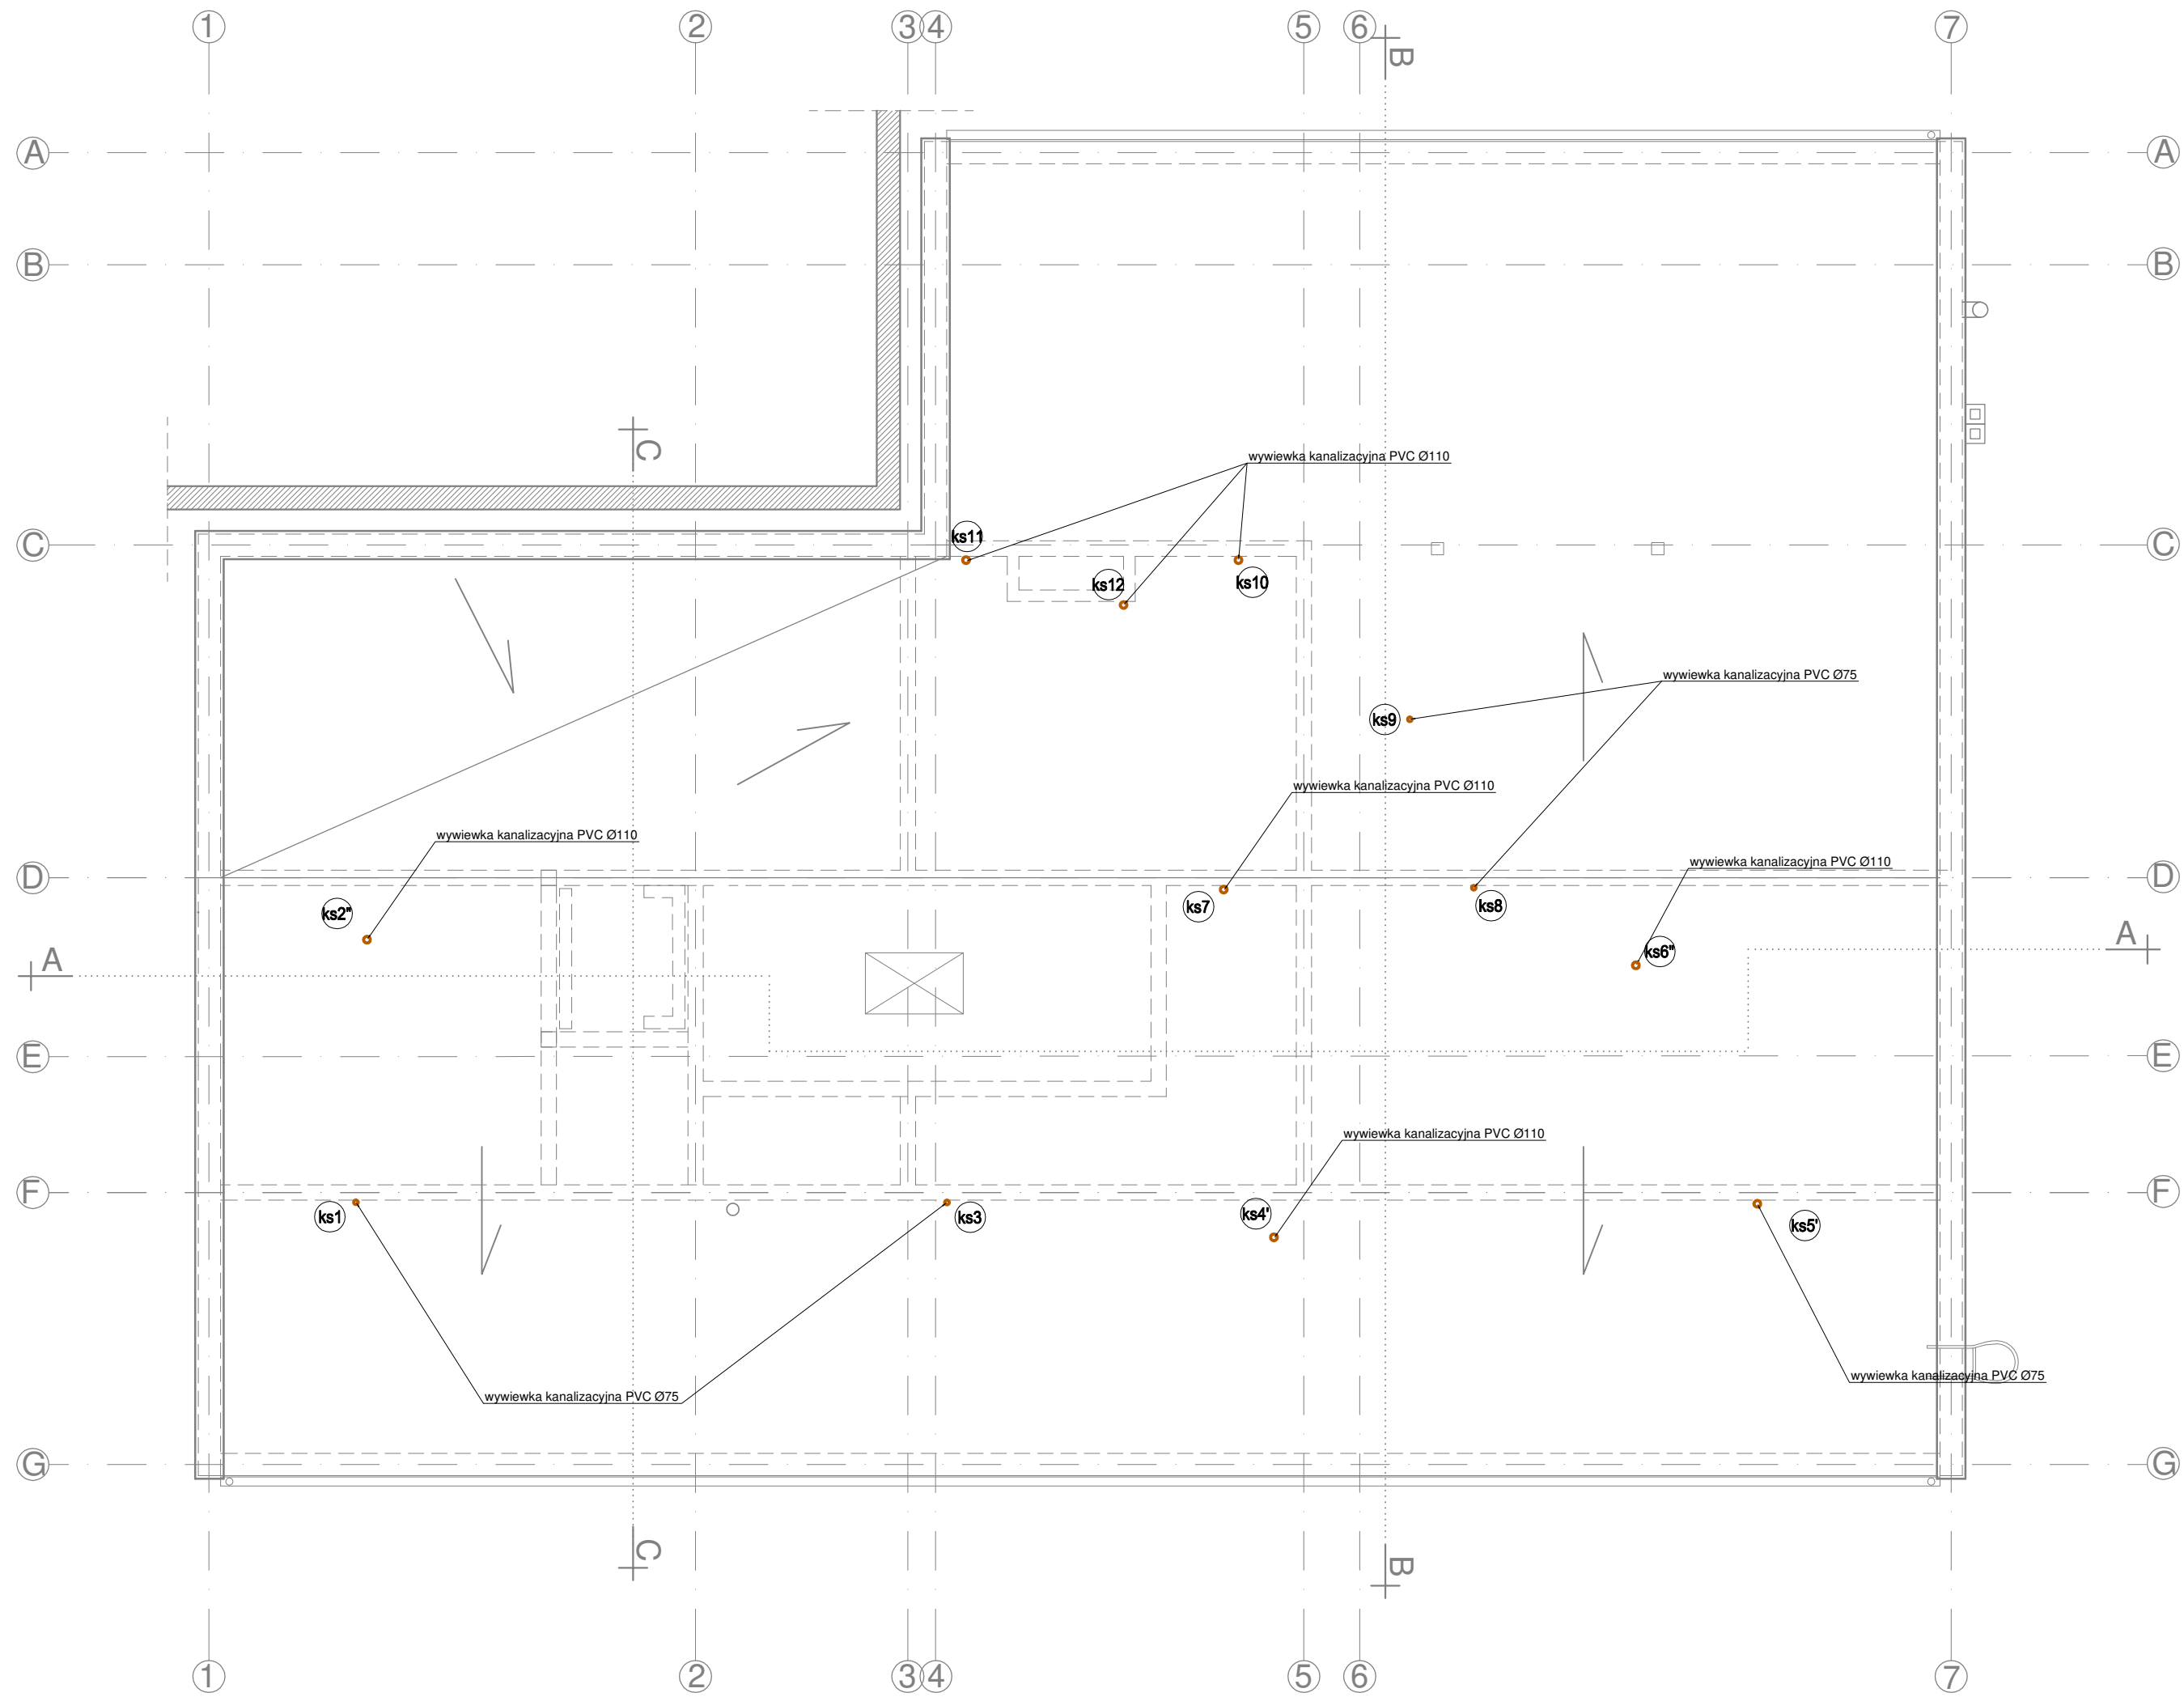 1 2 3 4 5 6 7
B
A A
B B
C
wywiewka kanalizacyjna PVC Ø110
C ks11 C
ks12 ks10
wywiewka kanalizacyjna PVC Ø75
ks9
wywiewka kanalizacyjna PVC Ø110
wywiewka kanalizacyjna PVC Ø110
wywiewka kanalizacyjna PVC Ø110
D D
ks2" ks7 ks8
A A
ks6"
E E
wywiewka kanalizacyjna PVC Ø110
F F
ks1 ks3 ks4' ks5'
wywiewka kanalizacyjna PVC Ø75
wywiewka kanalizacyjna PVC Ø75
G G
C B
1 2 3 4 5 6 7